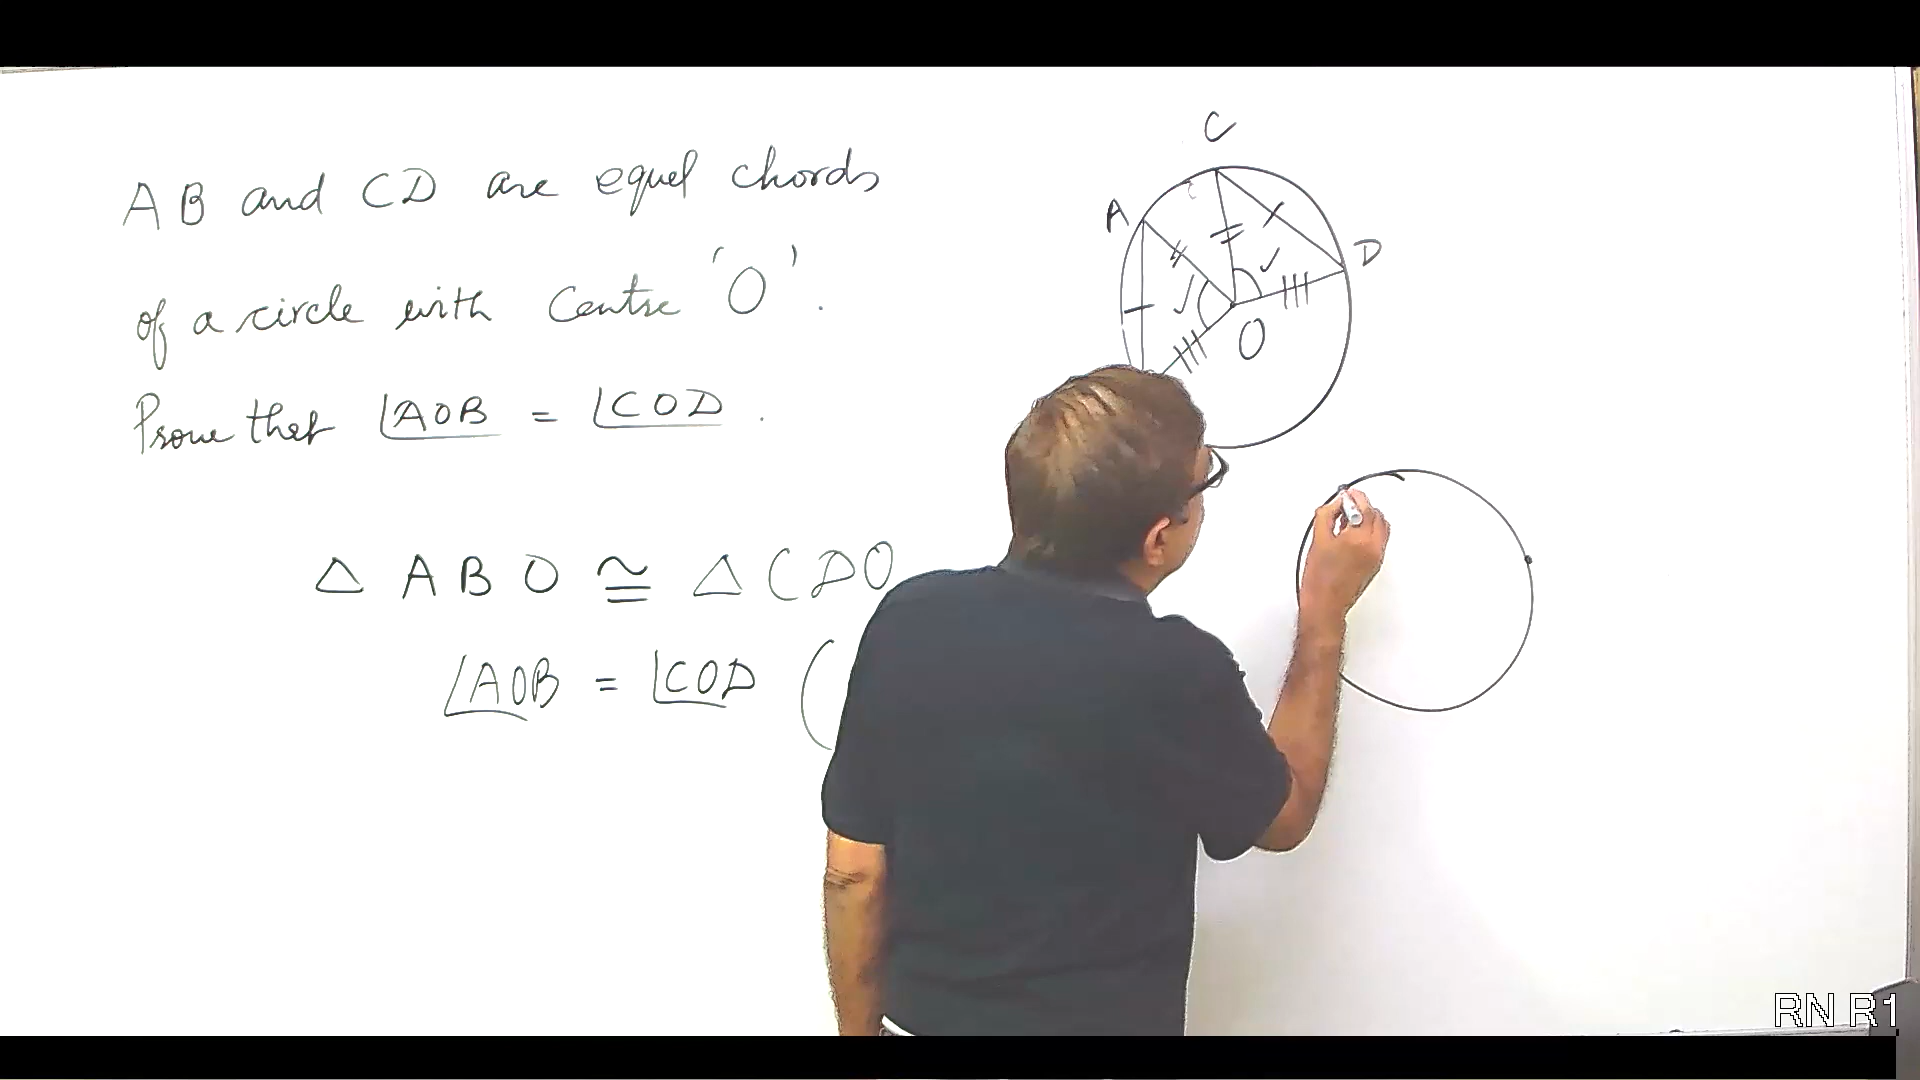 AB and CD are equal chords
of a circle with Centre 'O'.
Prove that ∠AOB = ∠COD.
△ ABO ≅ △ CDO
∠AOB = ∠COD (
C
A
D
O
RN R1